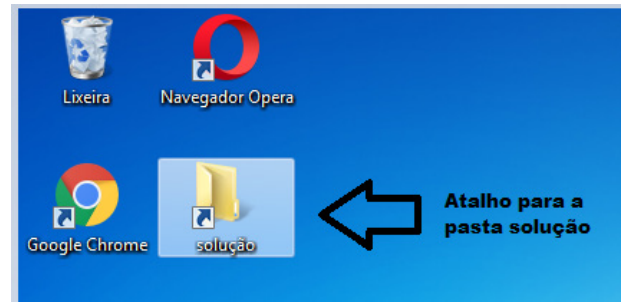 Lixeira
Navegador Opera
Google Chrome
solução
Atalho para a
pasta solução